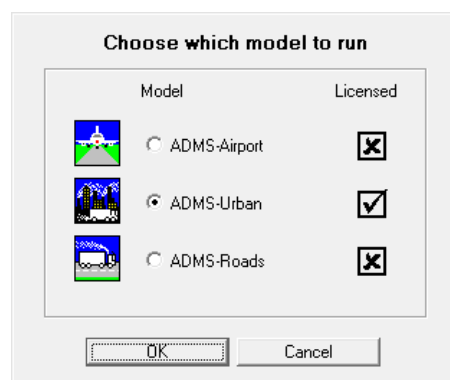 Choose which model to run
Model Licensed
ADMS-Airport
ADMS-Urban
ADMS-Roads
OK Cancel